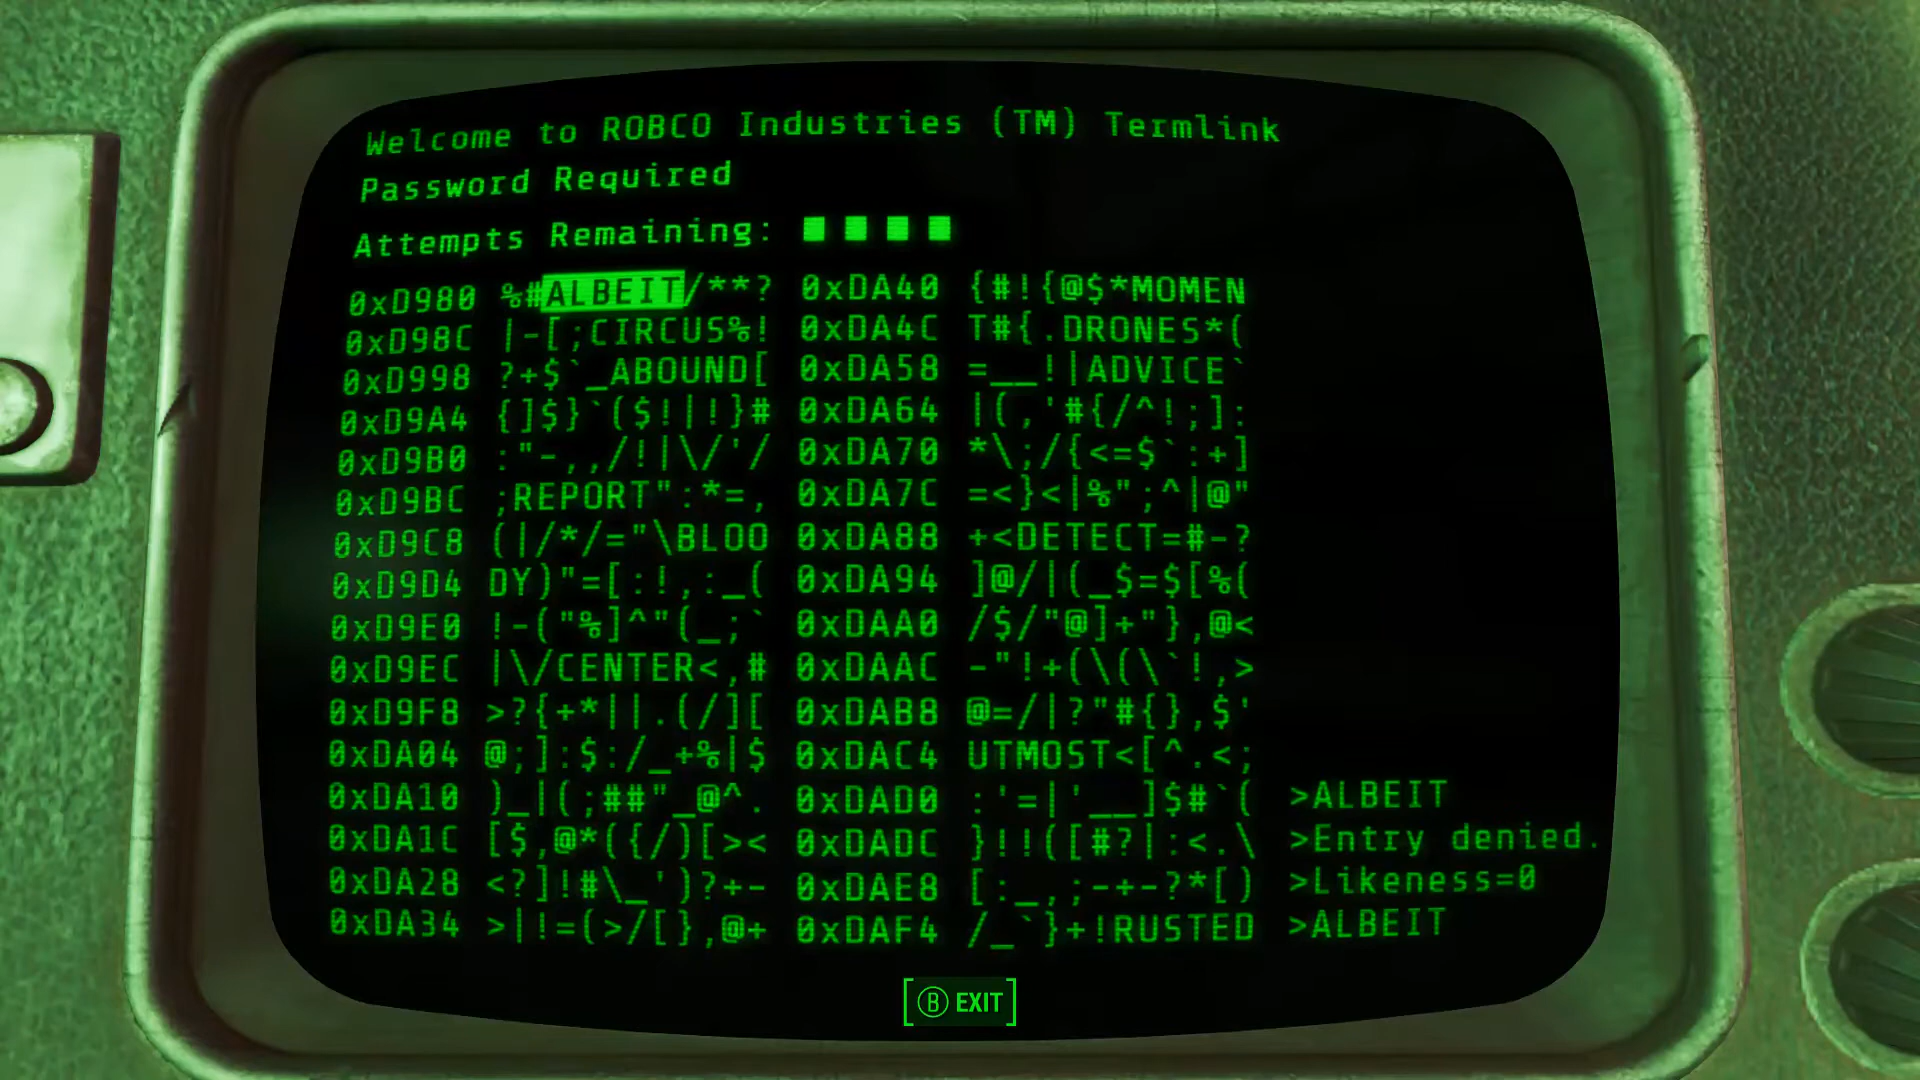 Welcome to ROBCO Industries (TM) Termlink
Password Required
Attempts Remaining: ■ ■ ■ ■
0xD980 %#ALBEIT/**? 0xDA40 {#!{@$*MOMEN
0xD98C |-[;CIRCUS%! 0xDA4C T#{.DRONES*(
0xD998 ?+$`_ABOUND[ 0xDA58 =__!|ADVICE`
0xD9A4 {]$}`($!|!}# 0xDA64 |(,'#{/^!;]:
0xD9B0 :"-,,/!|\/'/ 0xDA70 *\;/{<=$`:+]
0xD9BC ;REPORT":*=, 0xDA7C =<}<|%";^|@"
0xD9C8 (|/*/="\BLOO 0xDA88 +<DETECT=#-?
0xD9D4 DY)"=[:!,:_( 0xDA94 ]@/|(_$=$[%(
0xD9E0 !-("%]^"(_;` 0xDAA0 /$/"@]+"},@<
0xD9EC |\/CENTER<,# 0xDAAC -"!+(\(\`!,>
0xD9F8 >?{+*||.(/][ 0xDAB8 @=/|?"#{},$'
0xDA04 @;]:$:/_+%|$ 0xDAC4 UTMOST<[^.<;
0xDA10 )_|(;##"_@^. 0xDAD0 :'=|'__]$#`( >ALBEIT
0xDA1C [$,@*({/)[>< 0xDADC }!!([#?|:<.\ >Entry denied.
0xDA28 <?]!#\_')?+- 0xDAE8 [:_,;-+-?*[) >Likeness=0
0xDA34 >|!=(>/[},@+ 0xDAF4 /_`}+!RUSTED >ALBEIT
B EXIT